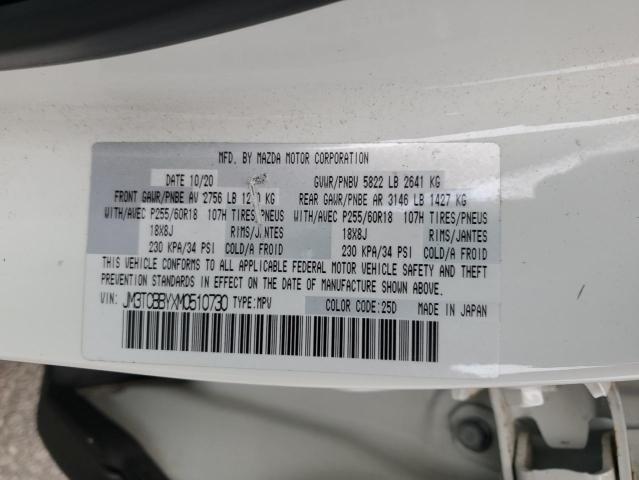 MFD. BY MAZDA MOTOR CORPORATION
DATE 10/20 GVWR/PNBV 5822 LB 2641 KG
FRONT GAWR/PNBE AV 2756 LB KG REAR GAWR/PNBE AR 3146 LB 1427 KG
WITH/AVEC P255/60R18 107H TIRES/PNEUS WITH/AVEC P255/60R18 107H TIRES/PNEUS
18X8J RIMS/JANTES 18X8J RIMS/JANTES
230 KPA/34 PSI COLD/A FROID 230 KPA/34 PSI COLD/A FROID
THIS VEHICLE CONFORMS TO ALL APPLICABLE FEDERAL MOTOR VEHICLE SAFETY AND THEFT
PREVENTION STANDARDS IN EFFECT ON THE DATE OF MANUFACTURE SHOWN ABOVE.
VIN: JM3TCBBYXM0510730 TYPE:MPV COLOR CODE:25D MADE IN JAPAN